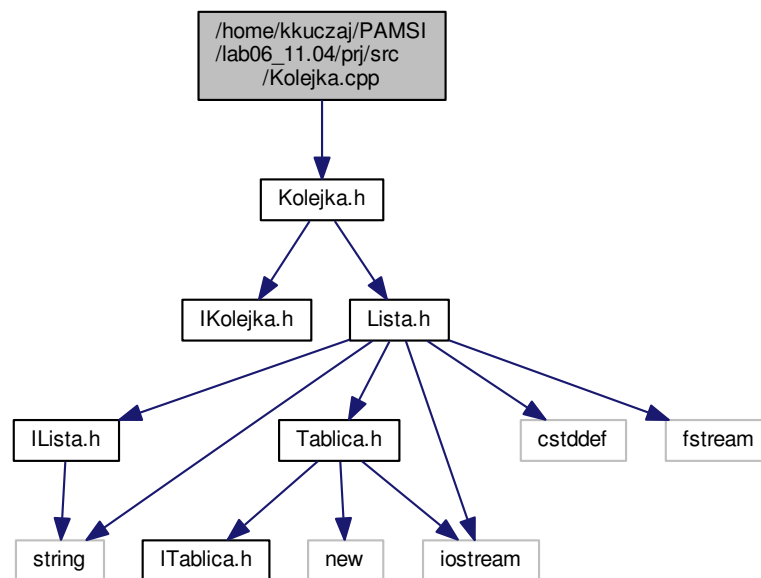 /home/kkuczaj/PAMSI
/lab06_11.04/prj/src
/Kolejka.cpp
Kolejka.h
IKolejka.h
Lista.h
ILista.h
Tablica.h
cstddef
fstream
string
ITablica.h
new
iostream